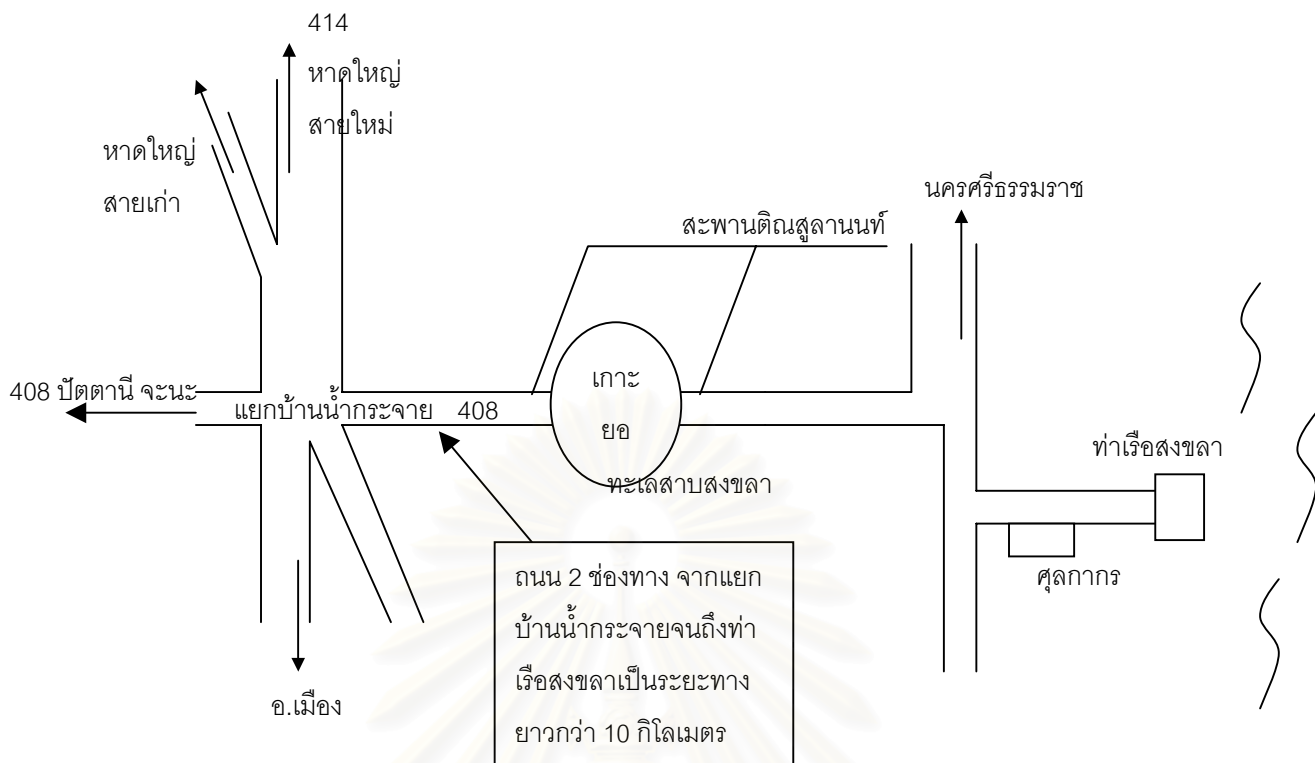 414
หาดใหญ่
สายใหม่
หาดใหญ่
สายเก่า
นครศรีธรรมราช
สะพานติณสูลานนท์
408 ปัตตานี จะนะ
แยกบ้านน้ำกระจาย 408
เกาะ
ยอ
ทะเลสาบสงขลา
ท่าเรือสงขลา
ศุลกากร
ถนน 2 ช่องทาง จากแยก
บ้านน้ำกระจายจนถึงท่า
เรือสงขลาเป็นระยะทาง
ยาวกว่า 10 กิโลเมตร
อ.เมือง